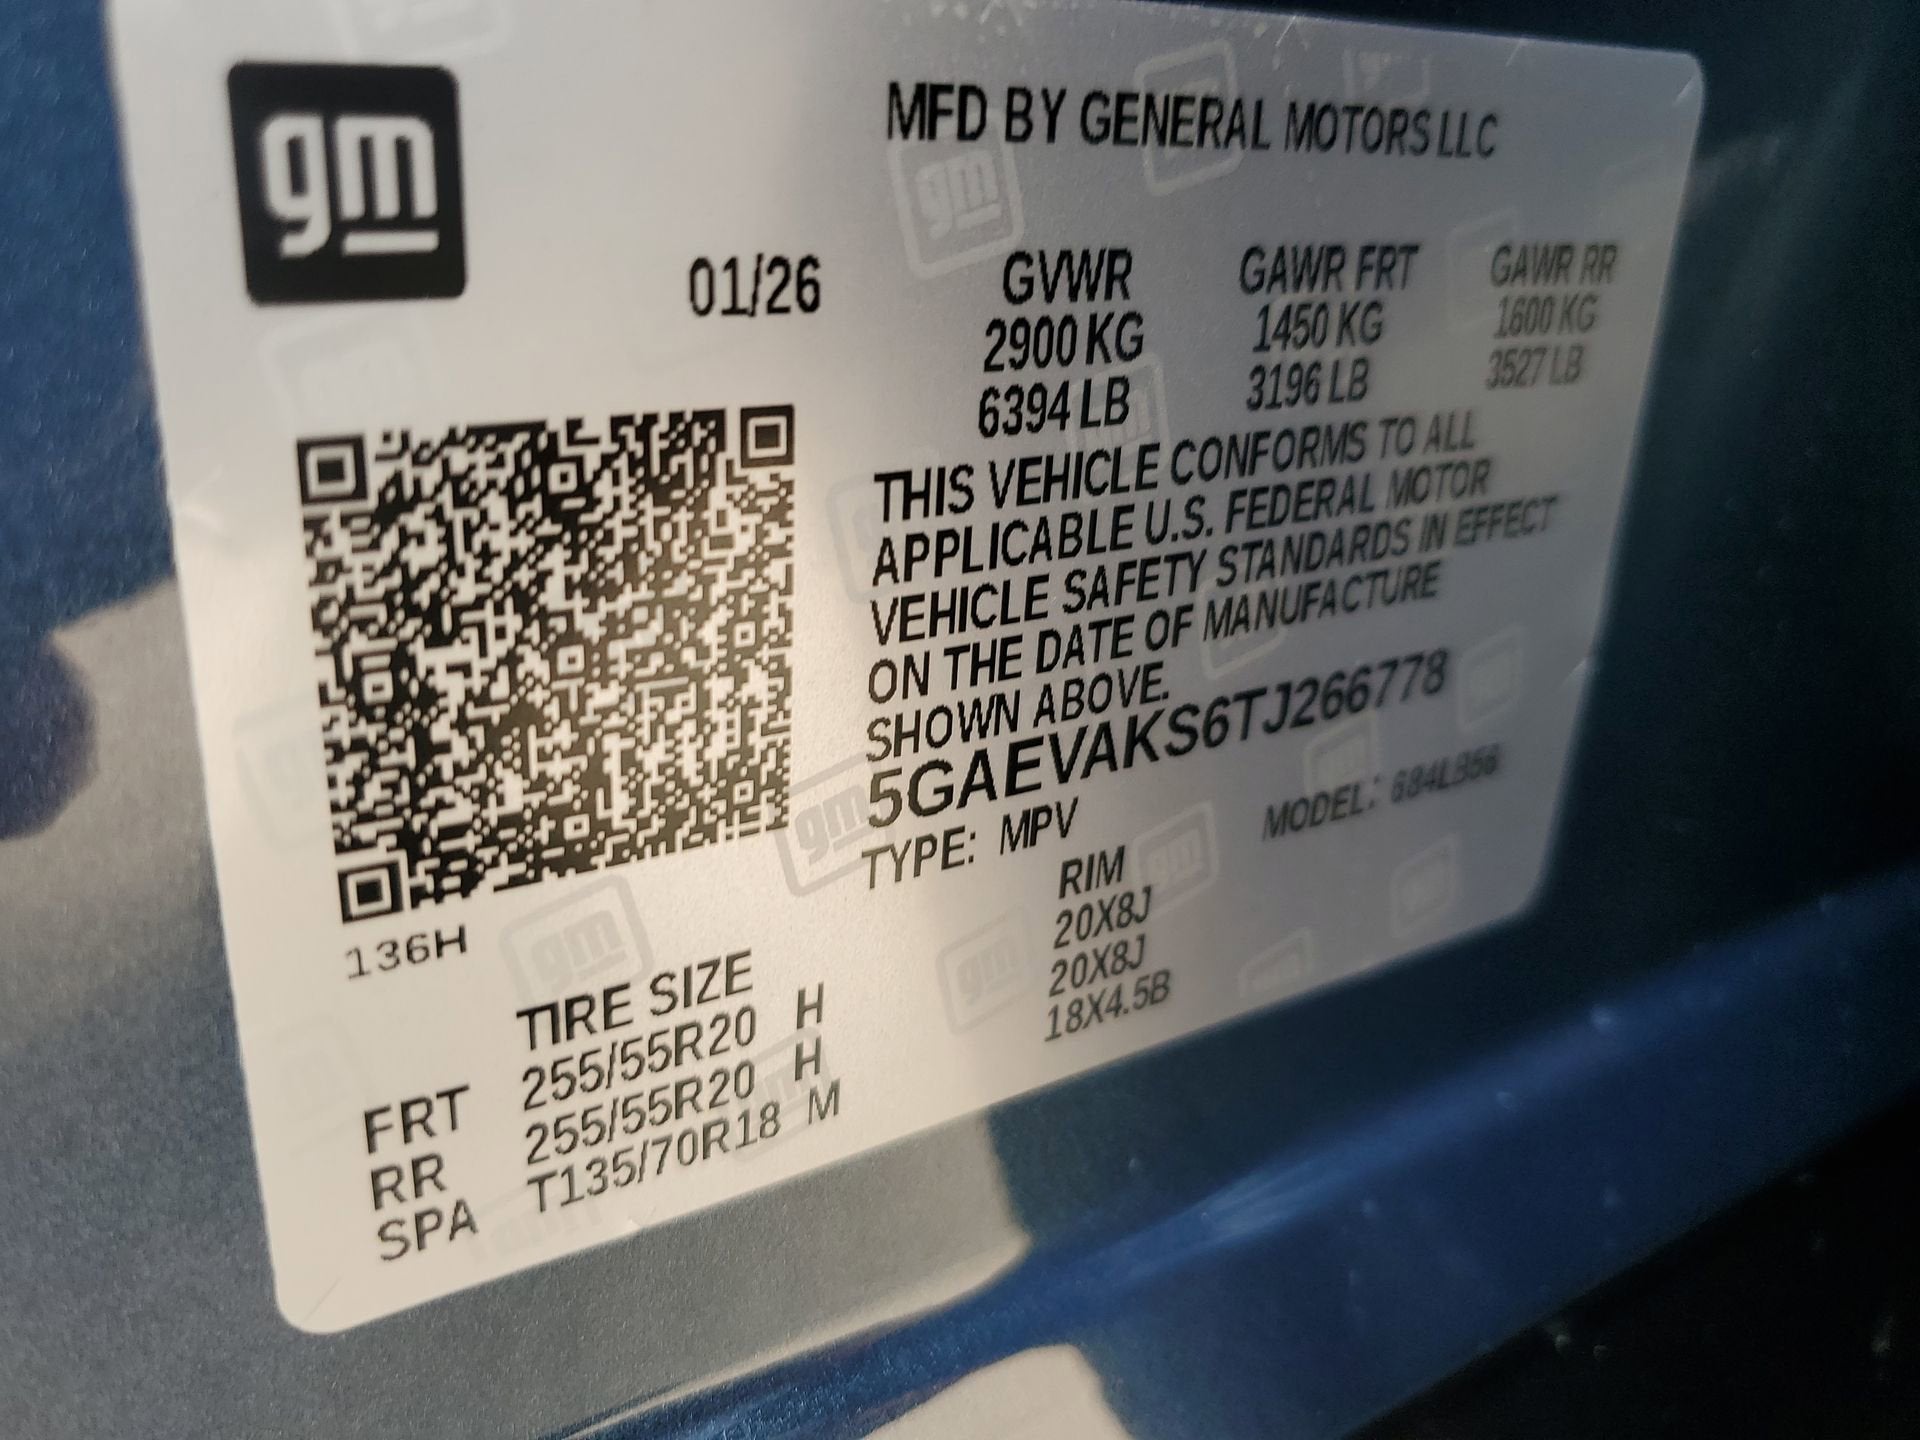 gm
MFD BY GENERAL MOTORS LLC
01/26
GVWR GAWR FRT GAWR RR
2900 KG 1450 KG 1600 KG
6394 LB 3196 LB 3527 LB
THIS VEHICLE CONFORMS TO ALL
APPLICABLE U.S. FEDERAL MOTOR
VEHICLE SAFETY STANDARDS IN EFFECT
ON THE DATE OF MANUFACTURE
SHOWN ABOVE.
5GAEVAKS6TJ266778
TYPE: MPV MODEL: 684LB56
136H
TIRE SIZE RIM
FRT 255/55R20 H 20X8J
RR 255/55R20 H 20X8J
SPA T135/70R18 M 18X4.5B